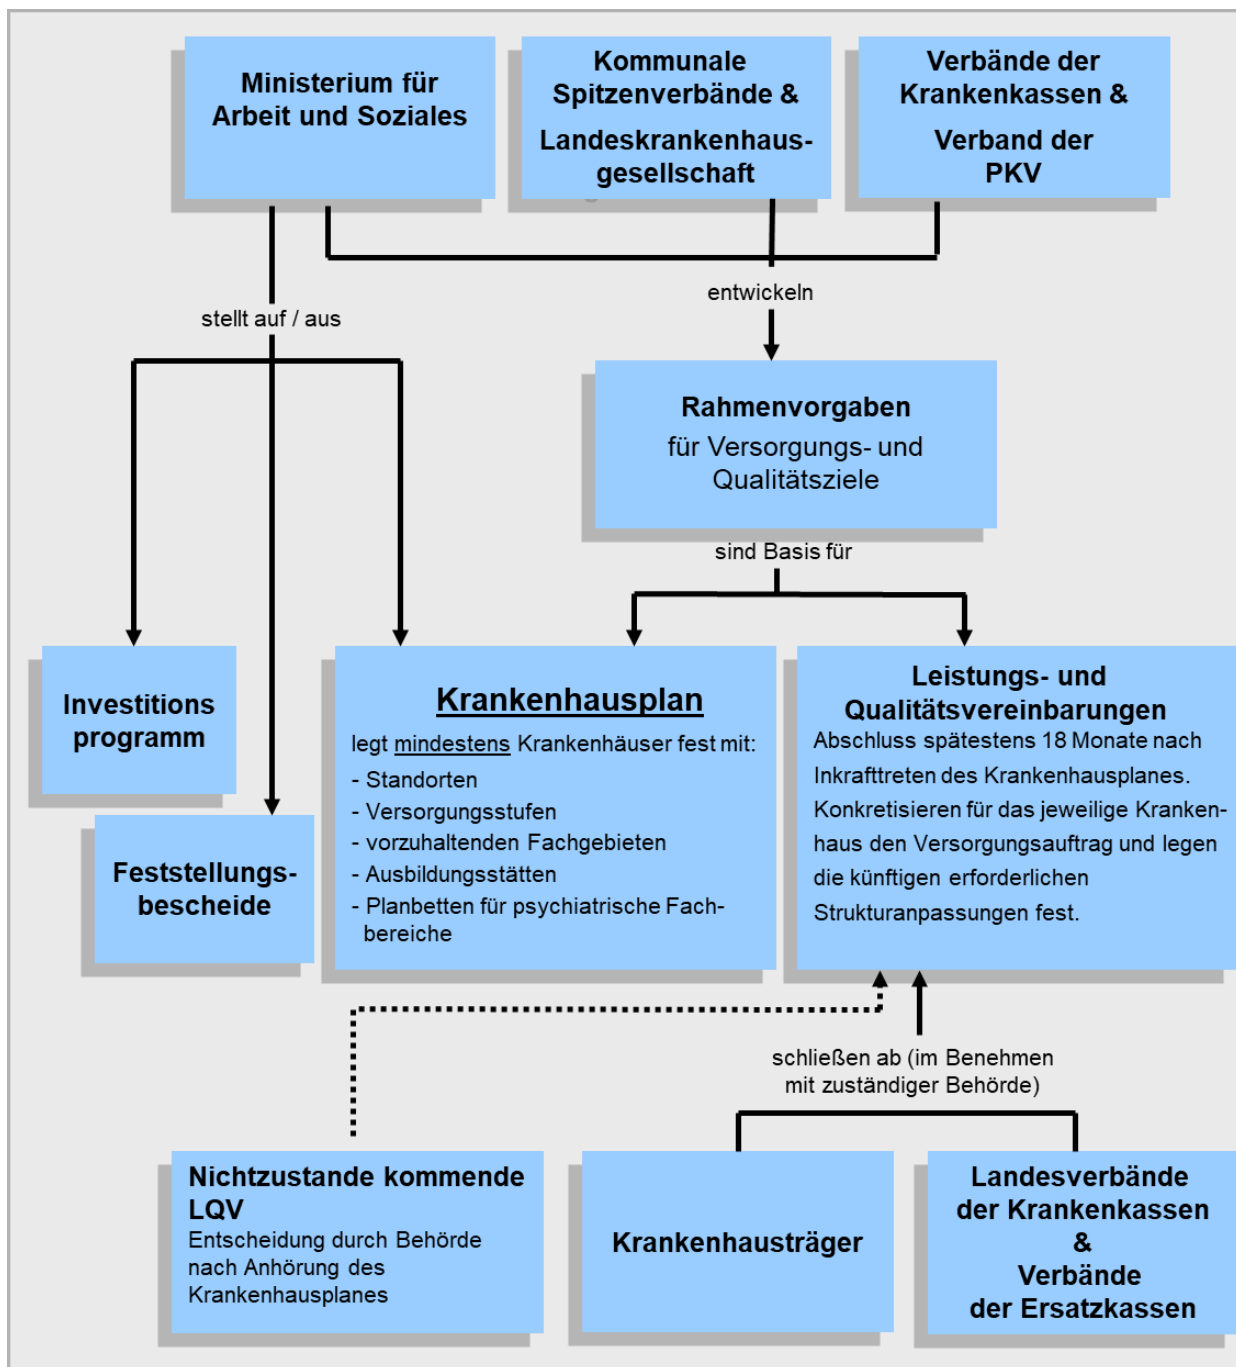 Ministerium für
Arbeit und Soziales
Kommunale
Spitzenverbände &
Landeskrankenhaus-
gesellschaft
Verbände der
Krankenkassen &
Verband der
PKV
entwickeln
stellt auf / aus
Rahmenvorgaben
für Versorgungs- und
Qualitätsziele
sind Basis für
Investitions
programm
Feststellungs-
bescheide
Krankenhausplan
legt mindestens Krankenhäuser fest mit:
- Standorten
- Versorgungsstufen
- vorzuhaltenden Fachgebieten
- Ausbildungsstätten
- Planbetten für psychiatrische Fach-
bereiche
Leistungs- und
Qualitätsvereinbarungen
Abschluss spätestens 18 Monate nach
Inkrafttreten des Krankenhausplanes.
Konkretisieren für das jeweilige Kranken-
haus den Versorgungsauftrag und legen
die künftigen erforderlichen
Strukturanpassungen fest.
schließen ab (im Benehmen
mit zuständiger Behörde)
Nichtzustande kommende
LQV
Entscheidung durch Behörde
nach Anhörung des
Krankenhausplanes
Krankenhausträger
Landesverbände
der Krankenkassen
&
Verbände
der Ersatzkassen